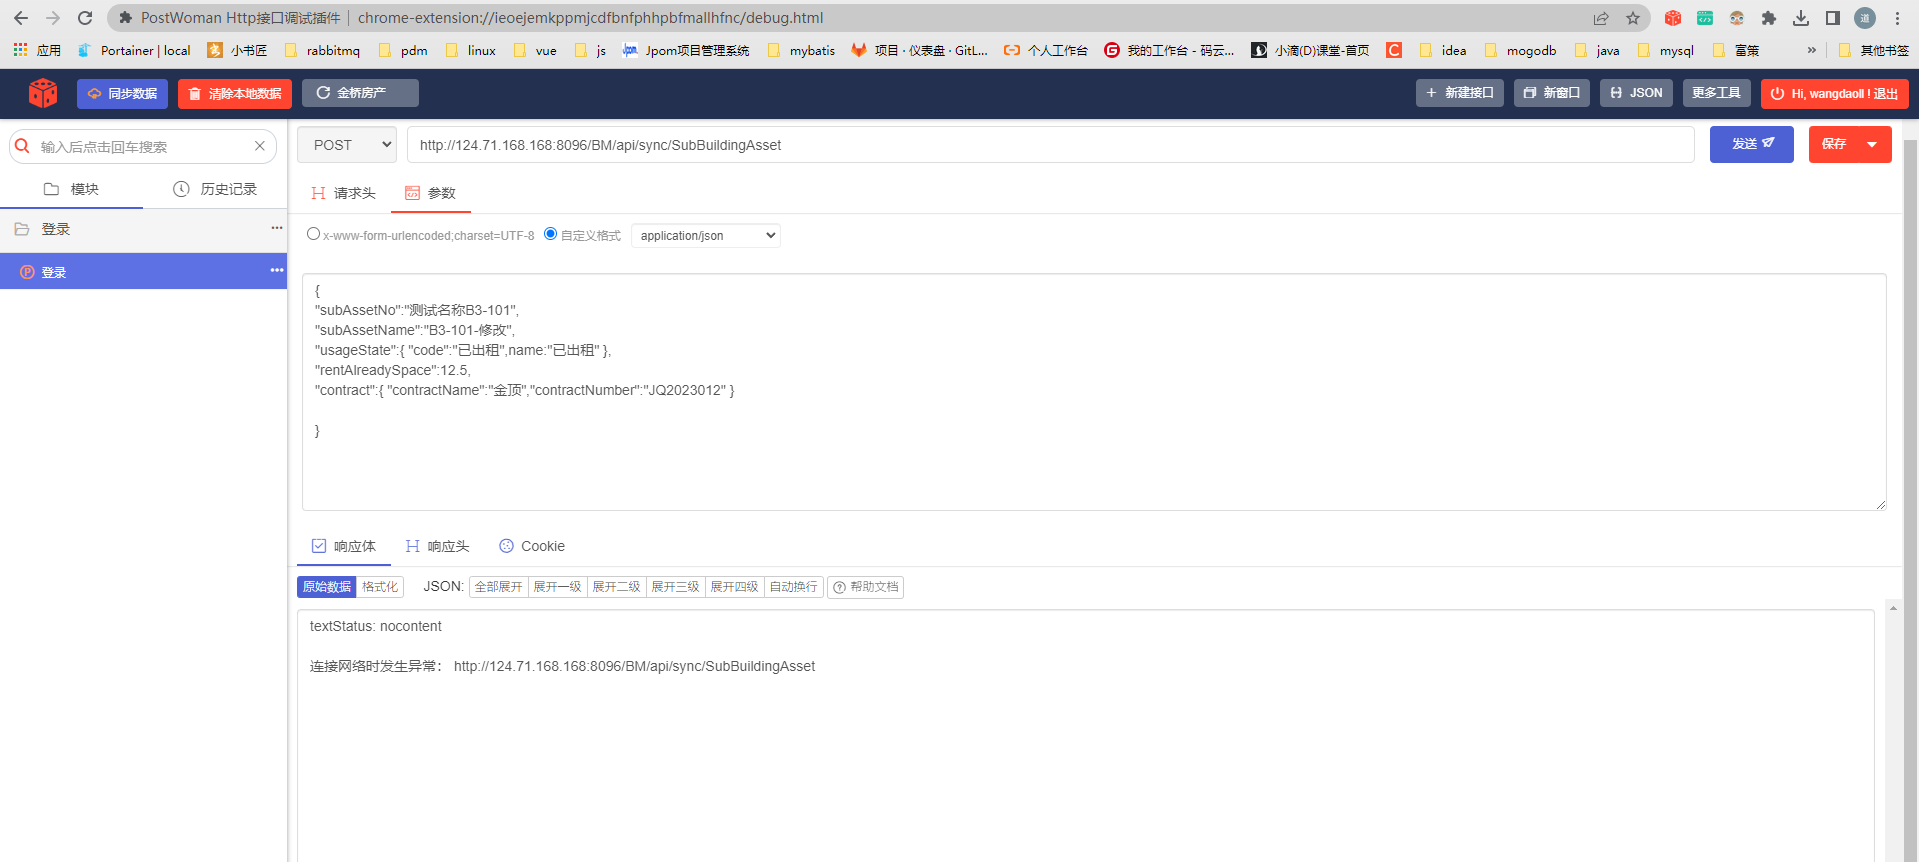 PostWoman Http接口调试插件 | chrome-extension://ieoejemkppmjcdfbnfphhpbfmallhfnc/debug.html
道
应用 Portainer | local 小书匠 rabbitmq pdm linux vue js Jpom项目管理系统 mybatis 项目 · 仪表盘 · GitL... 个人工作台 我的工作台 - 码云... 小滴(D)课堂-首页 idea mogodb java mysql 富策 » 其他书签
同步数据 清除本地数据 金桥房产 + 新建接口 新窗口 JSON 更多工具 Hi, wangdaoll ! 退出
输入后点击回车搜索
POST http://124.71.168.168:8096/BM/api/sync/SubBuildingAsset 发送 保存
模块 历史记录
请求头 参数
登录
x-www-form-urlencoded;charset=UTF-8 自定义格式 application/json
登录
{
"subAssetNo":"测试名称B3-101",
"subAssetName":"B3-101-修改",
"usageState":{ "code":"已出租",name:"已出租" },
"rentAlreadySpace":12.5,
"contract":{ "contractName":"金顶","contractNumber":"JQ2023012" }
}
响应体 响应头 Cookie
原始数据 格式化 JSON: 全部展开 展开一级 展开二级 展开三级 展开四级 自动换行 帮助文档
textStatus: nocontent
连接网络时发生异常： http://124.71.168.168:8096/BM/api/sync/SubBuildingAsset